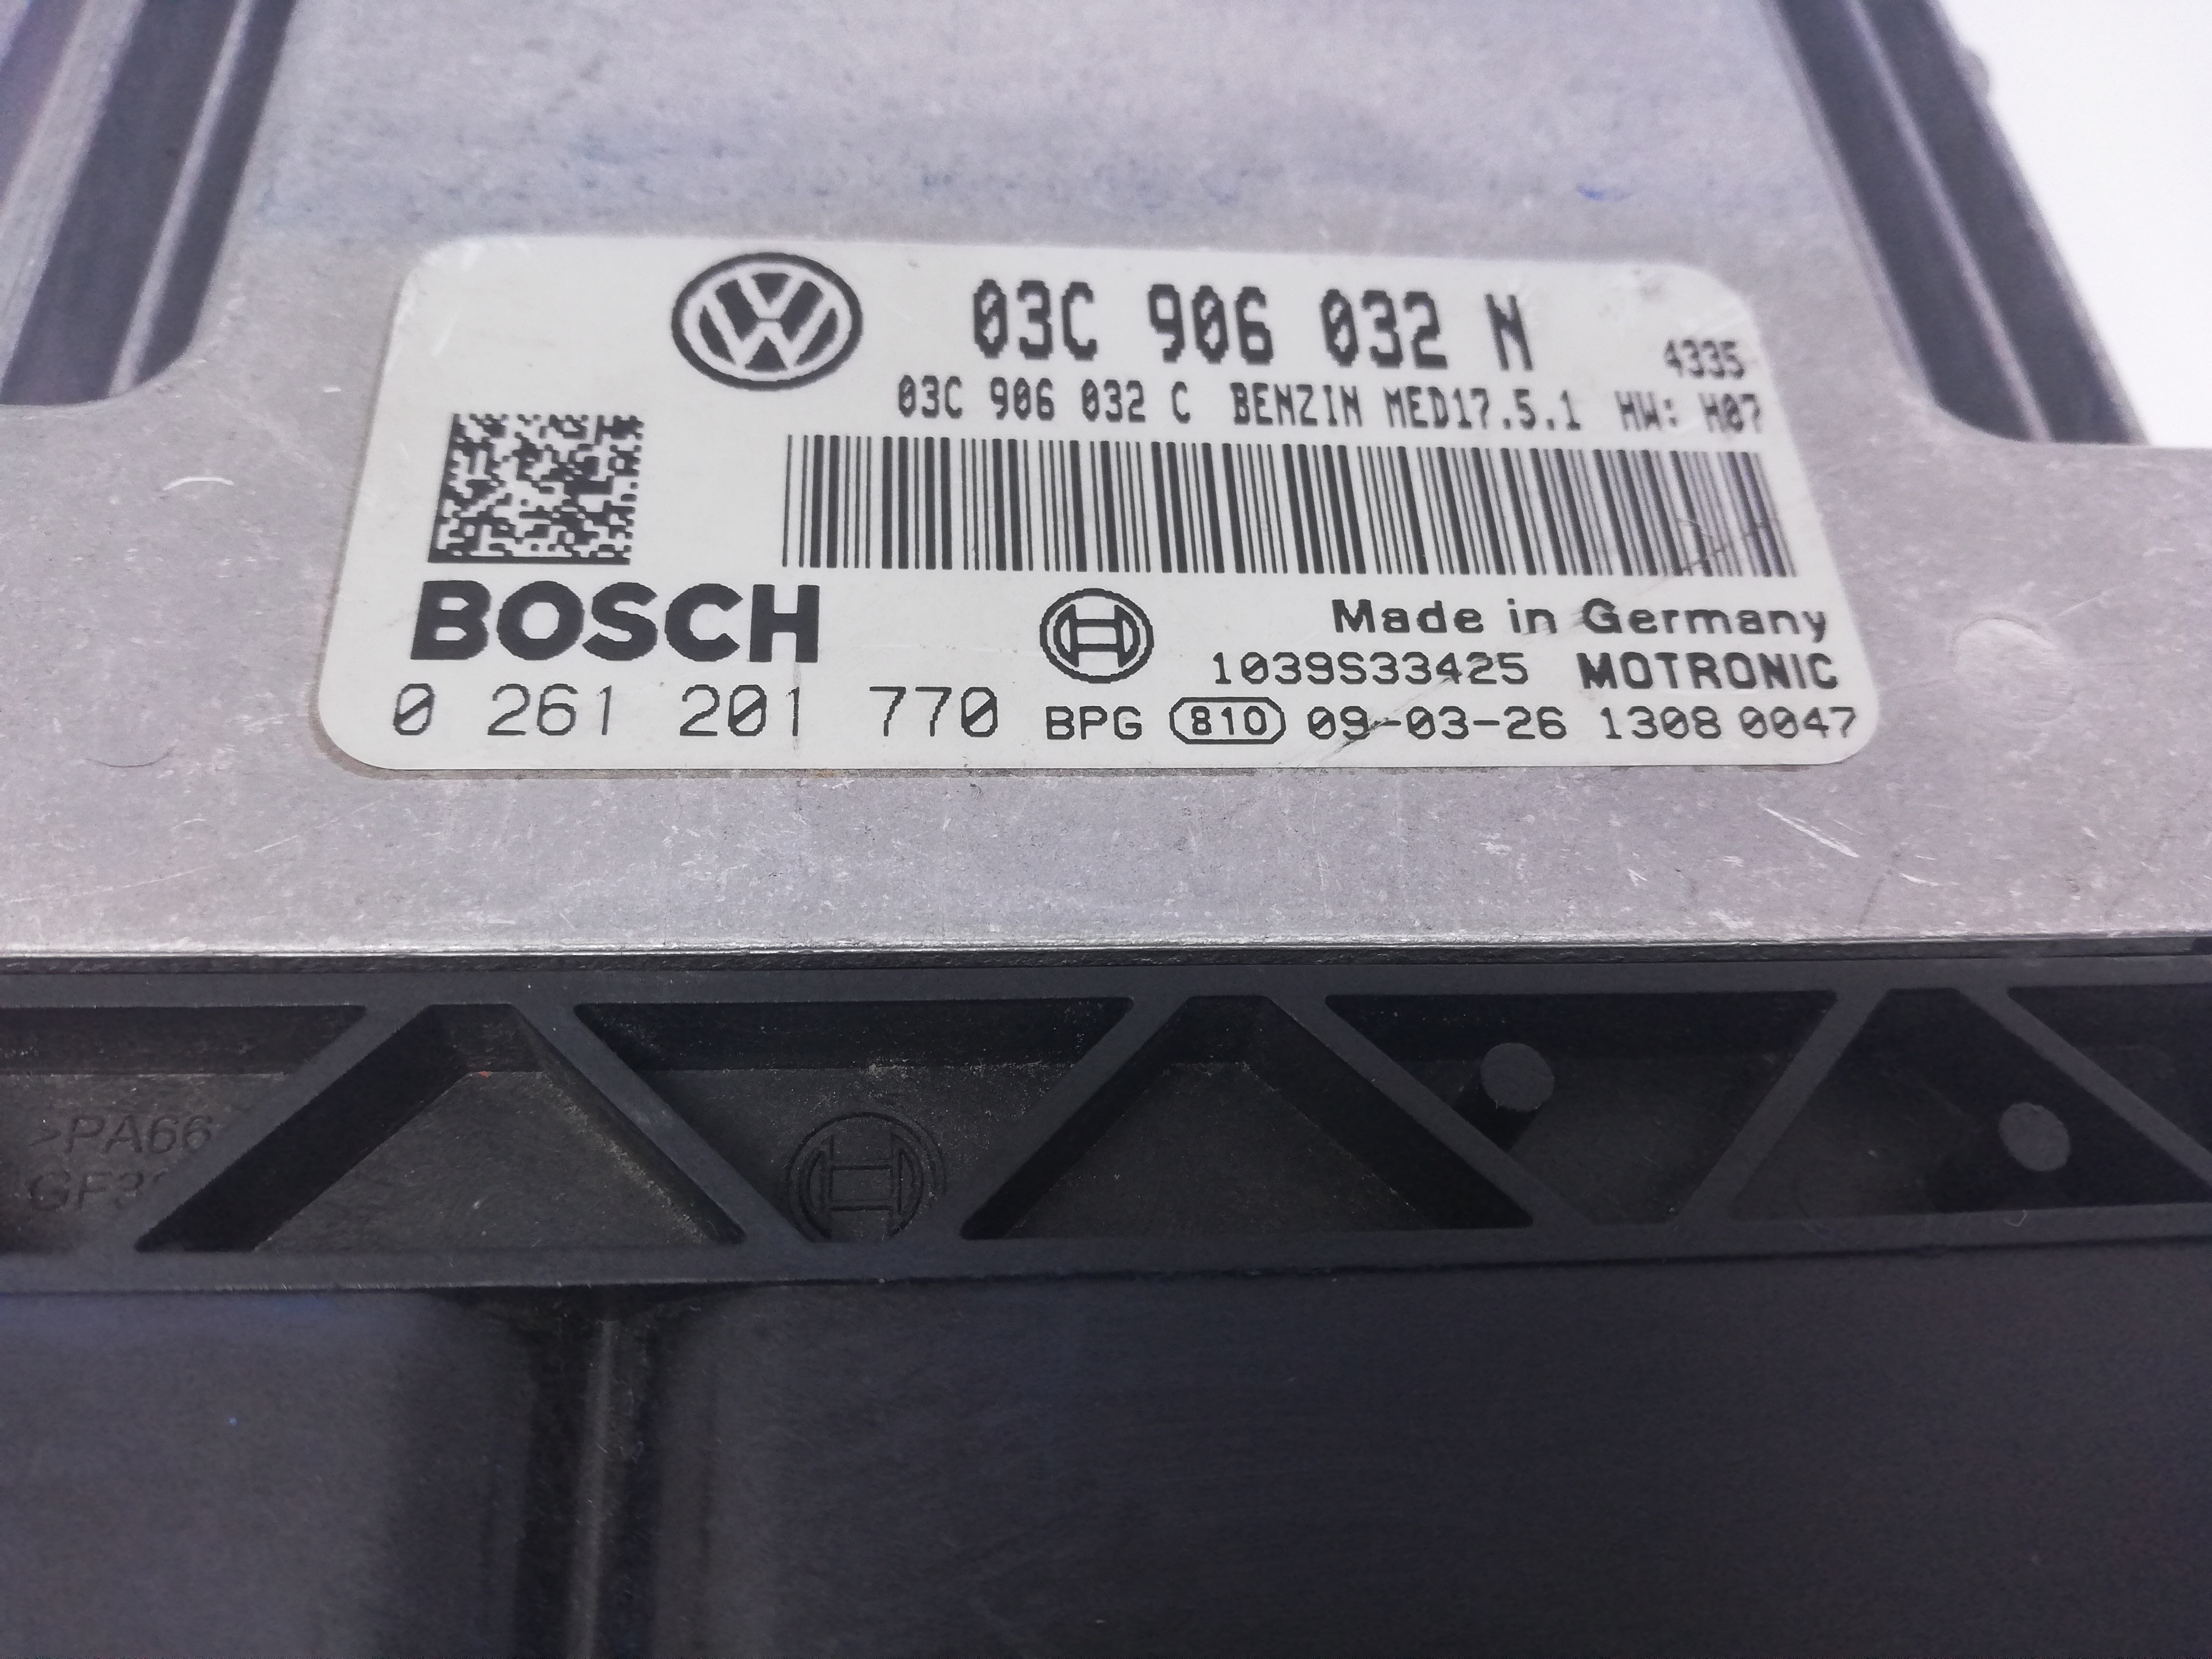 03C 906 032 N
4335
03C 906 032 C BENZIN MED17.5.1 HW: H07
BOSCH
Made in Germany
1039S33425 MOTRONIC
0 261 201 770 BPG 810 09-03-26 1308 0047
>PA66